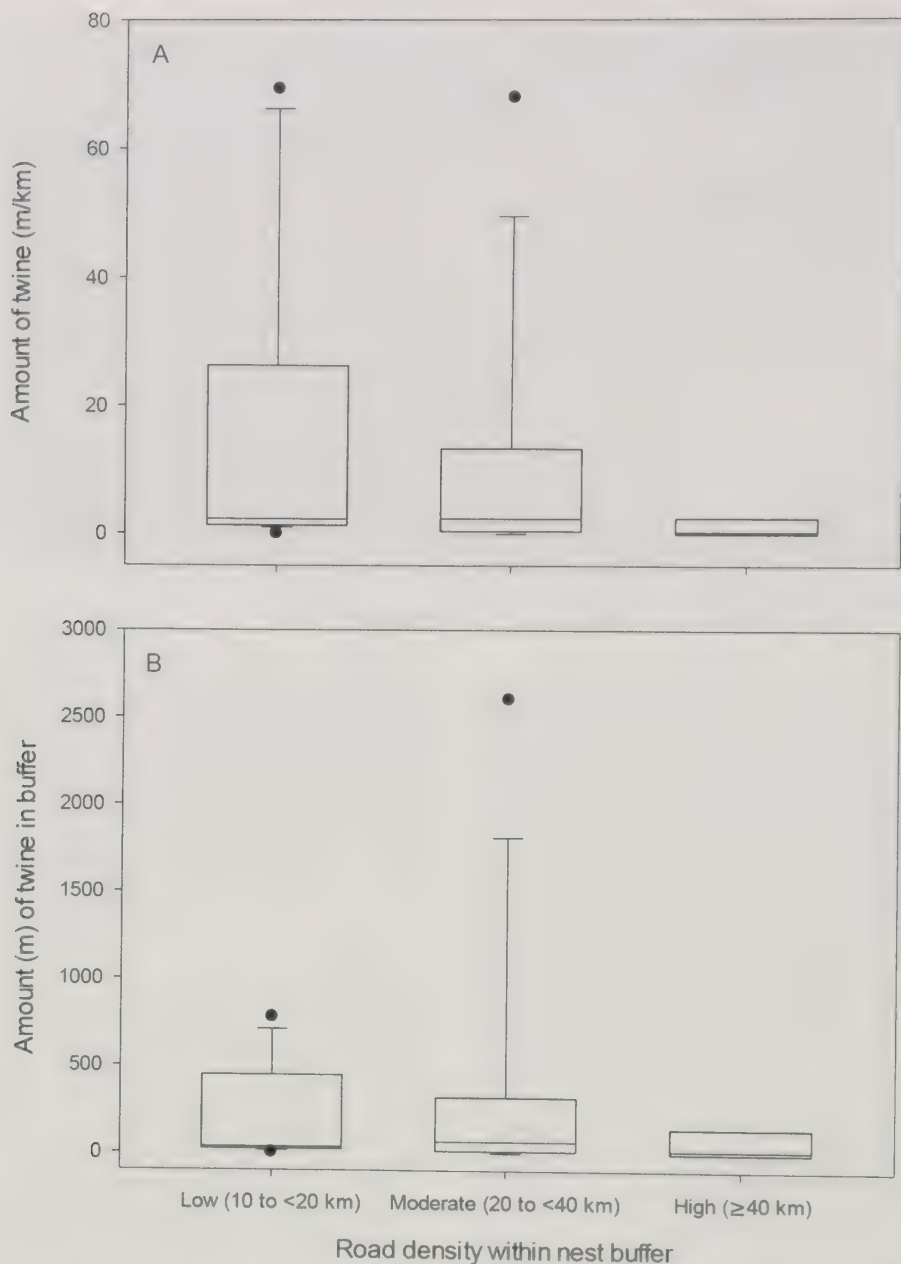 80
A
60
40
20
0
Amount of twine (m/km)
3000
B
2500
2000
1500
1000
500
0
Amount (m) of twine in buffer
Low (10 to <20 km) Moderate (20 to <40 km) High (≥40 km)
Road density within nest buffer